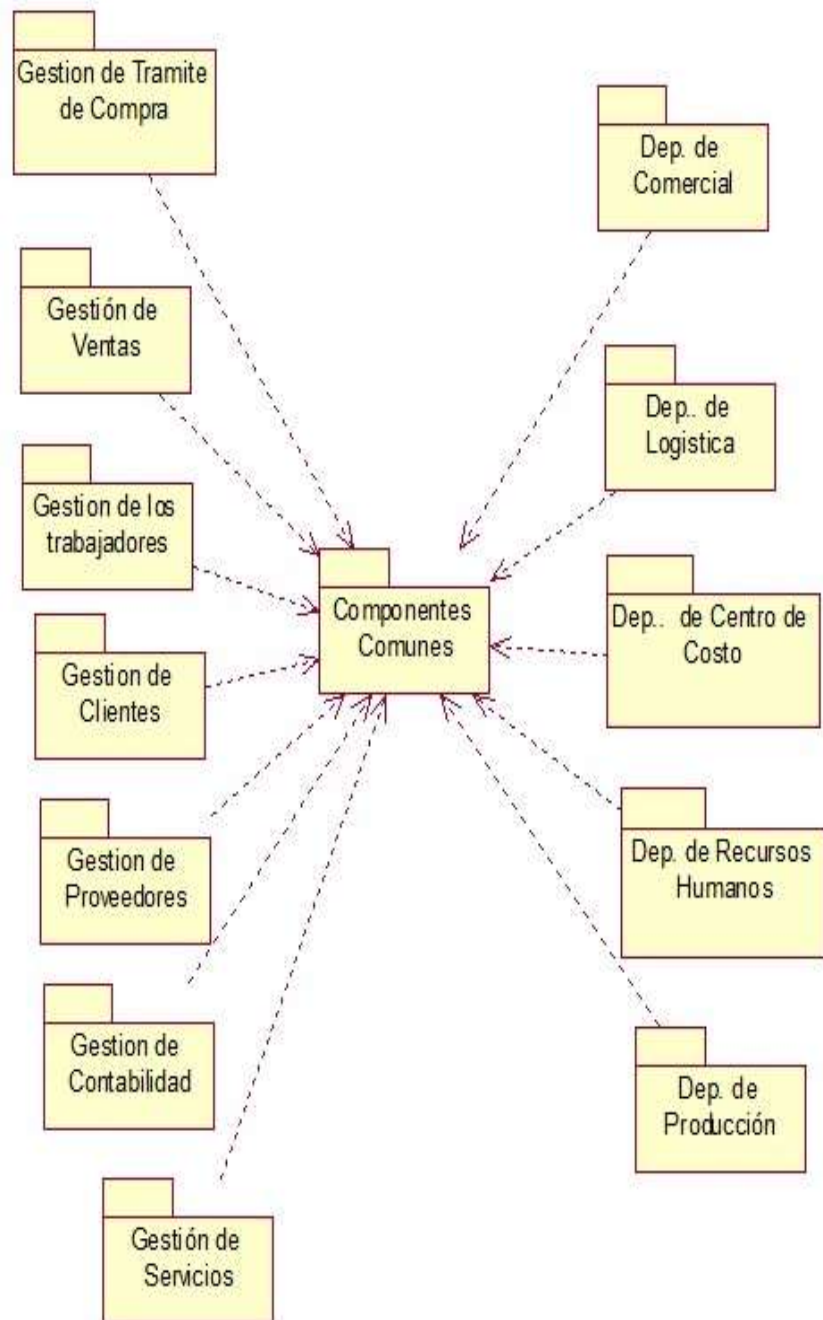 Gestion de Tramite
de Compra
Dep. de
Comercial
Gestión de
Ventas
Dep.. de
Logistica
Gestion de los
trabajadores
Componentes
Comunes
Dep.. de Centro de
Costo
Gestion de
Clientes
Gestion de
Proveedores
Dep. de Recursos
Humanos
Gestion de
Contabilidad
Dep. de
Producción
Gestión de
Servicios